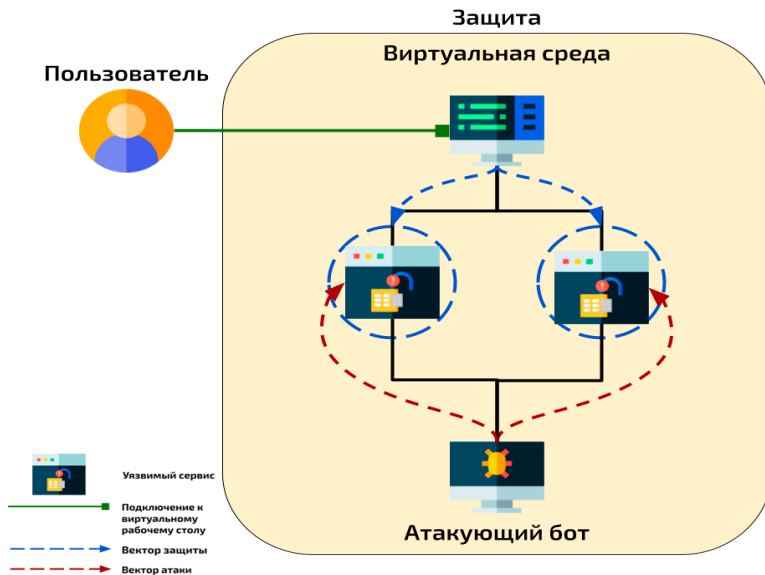 Защита
Виртуальная среда
Пользователь
Уязвимый сервис
Подключение к
виртуальному
рабочему столу
Вектор защиты
Вектор атаки
Атакующий бот